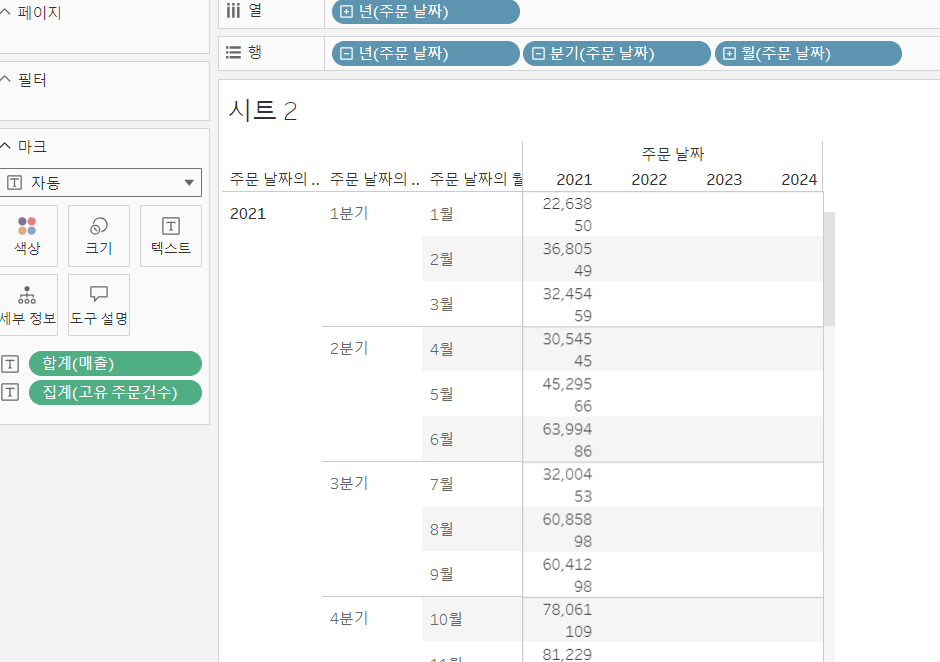 페이지
열
년(주문 날짜)
행
년(주문 날짜) 분기(주문 날짜) 월(주문 날짜)
필터
마크
자동
색상 크기 텍스트
세부 정보 도구 설명
합계(매출)
집계(고유 주문건수)
시트 2
주문 날짜
주문 날짜의 .. 주문 날짜의 .. 주문 날짜의 월 2021 2022 2023 2024
2021 1분기 1월 22,638
50
2월 36,805
49
3월 32,454
59
2분기 4월 30,545
45
5월 45,295
66
6월 63,994
86
3분기 7월 32,004
53
8월 60,858
98
9월 60,412
98
4분기 10월 78,061
109
11월 81,229